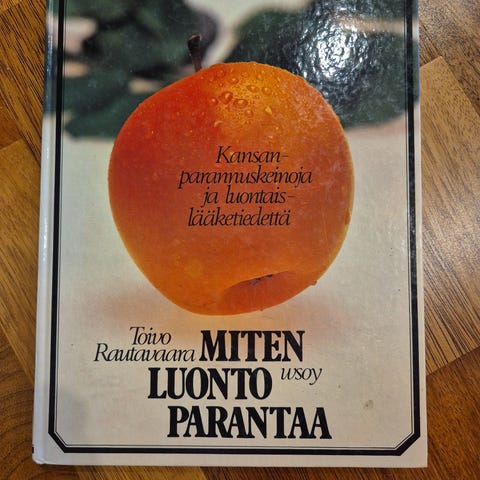 Kansan-
parannuskeinoja
ja luontais-
lääketiedettä
Toivo
Rautavaara MITEN
LUONTO wsoy
PARANTAA